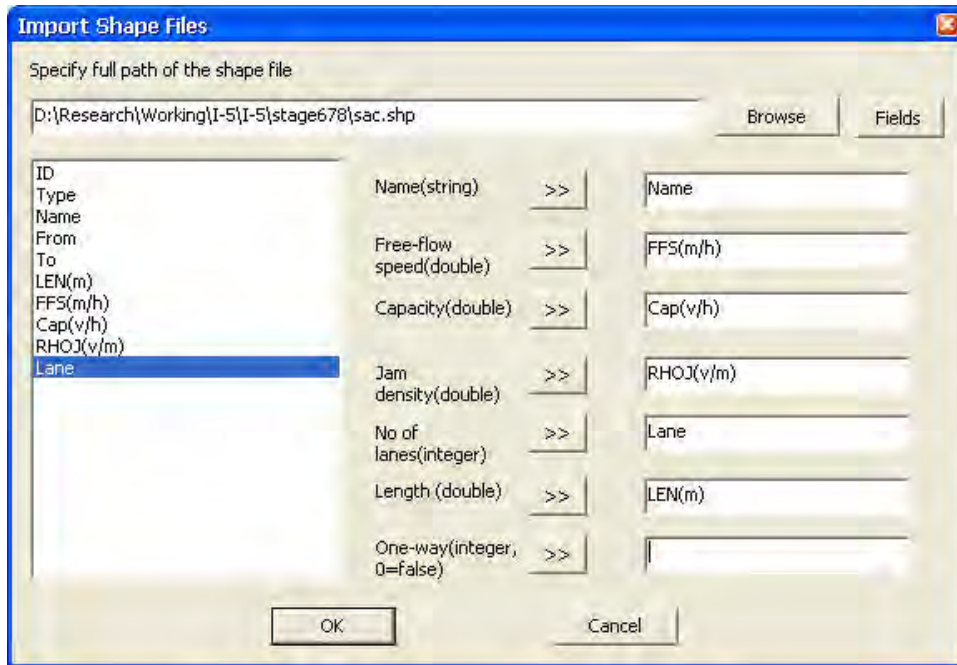 Import Shape Files
Specify full path of the shape file
D:\Research\Working\I-5\I-5\stage678\sac.shp
Browse
Fields
ID
Type
Name
From
To
LEN(m)
FFS(m/h)
Cap(v/h)
RHOJ(v/m)
Lane
Name(string)
>>
Name
Free-flow
speed(double)
>>
FFS(m/h)
Capacity(double)
>>
Cap(v/h)
Jam
density(double)
>>
RHOJ(v/m)
No of
lanes(integer)
>>
Lane
Length (double)
>>
LEN(m)
One-way(integer,
0=false)
>>
OK
Cancel